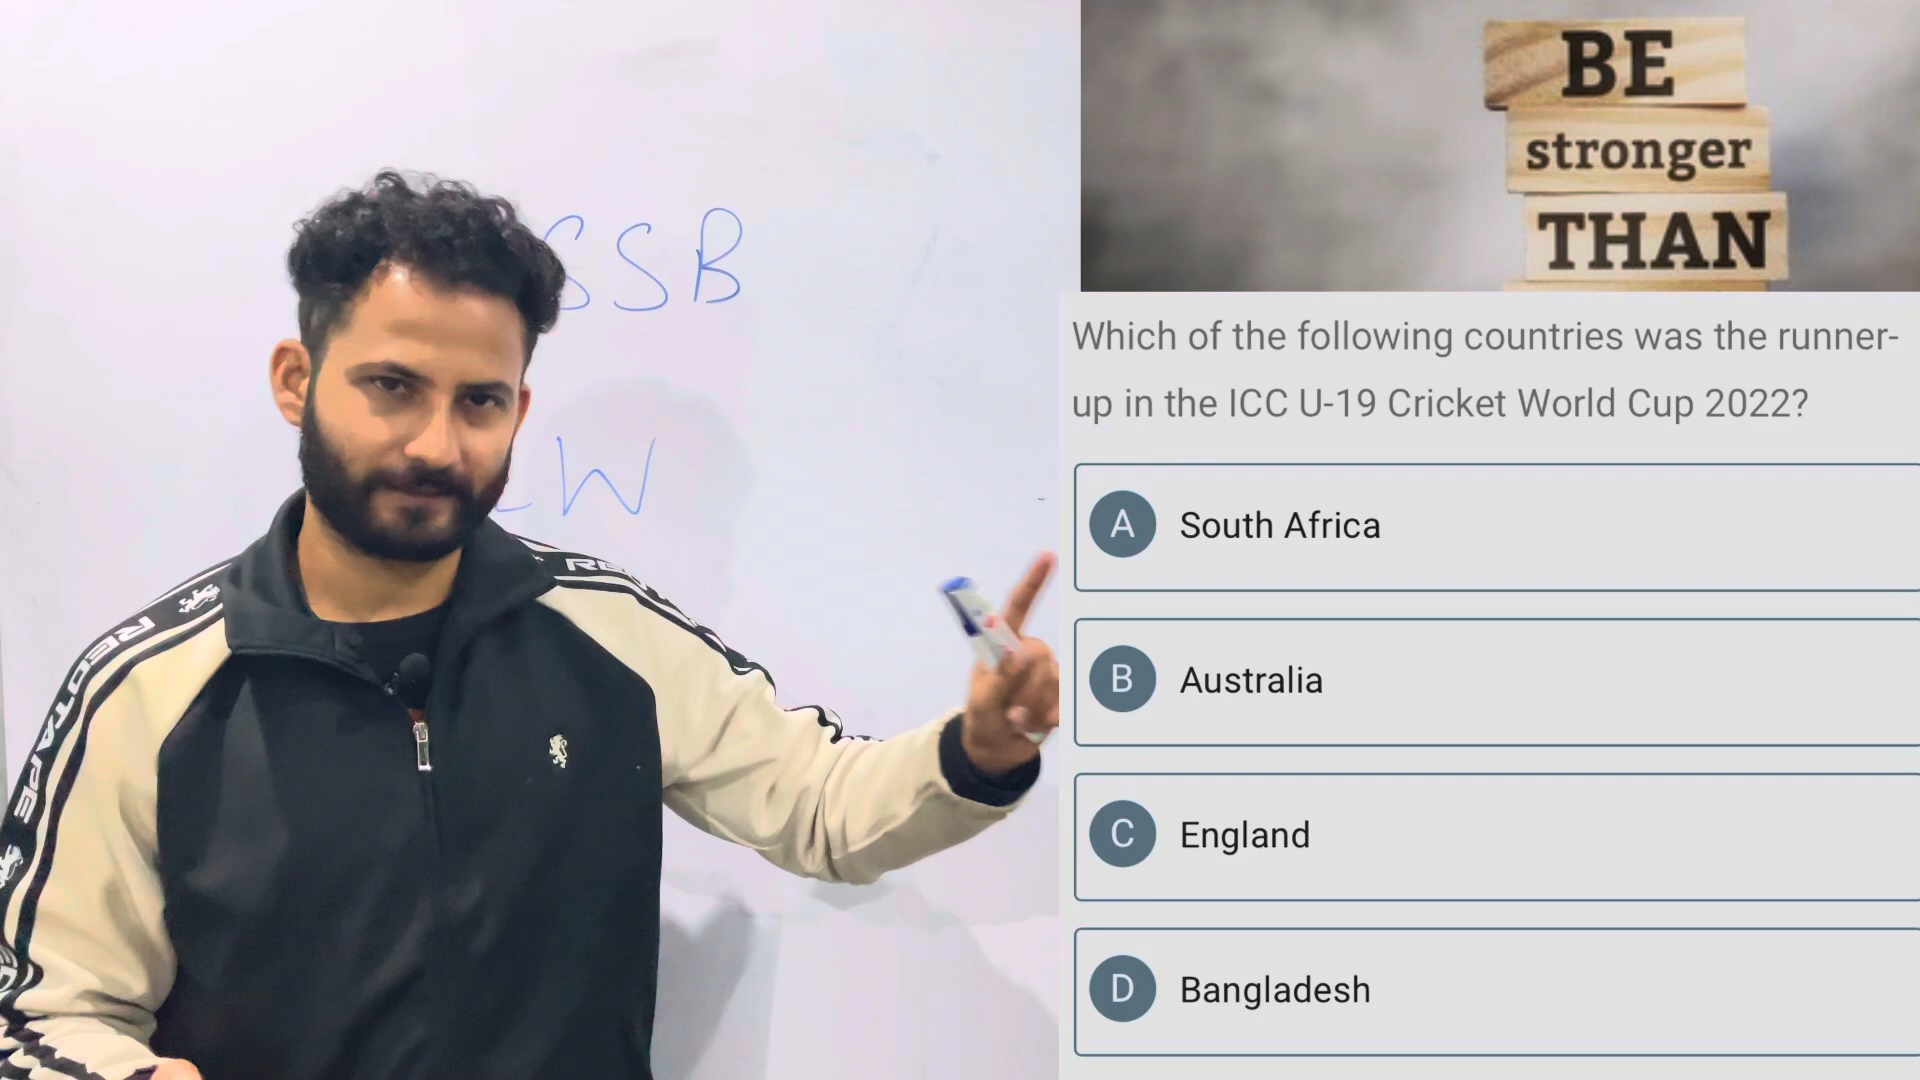 SSB
W
REDTAPE
BE
stronger
THAN
Which of the following countries was the runner-
up in the ICC U-19 Cricket World Cup 2022?
A South Africa
B Australia
C England
D Bangladesh